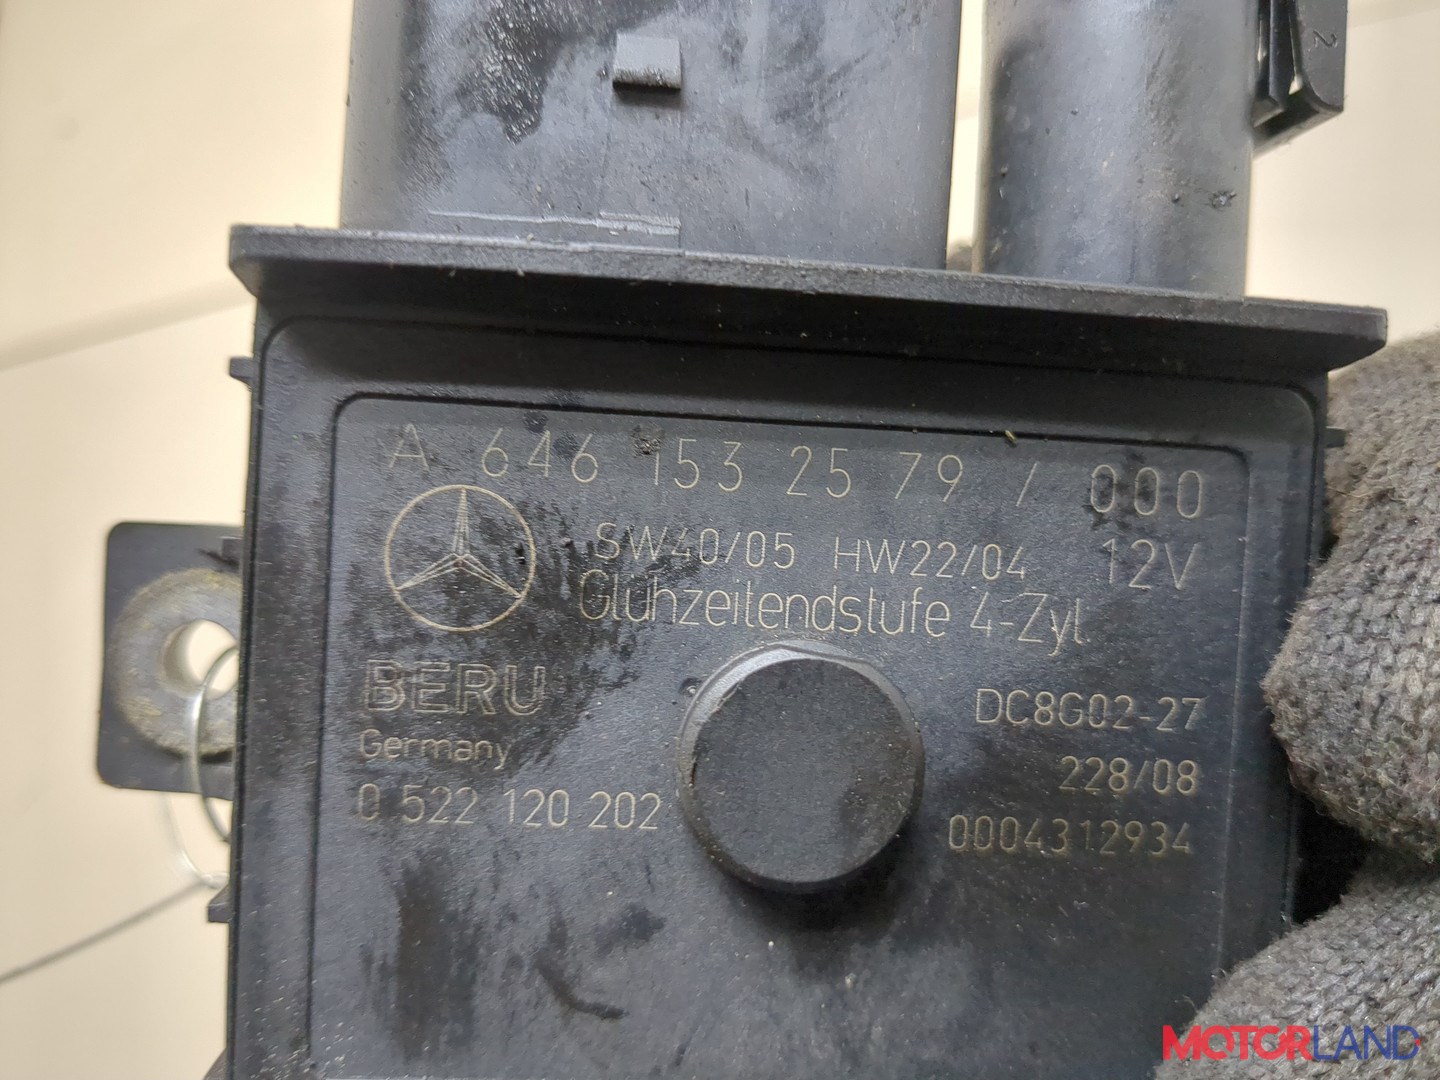 2
A 646 153 25 79 / 000
SW40/05 HW22/04 12V
Glühzeitendstufe 4-Zyl
BERU
Germany
0 522 120 202
DC8G02-27
228/08
0004312934
MOTORLAND